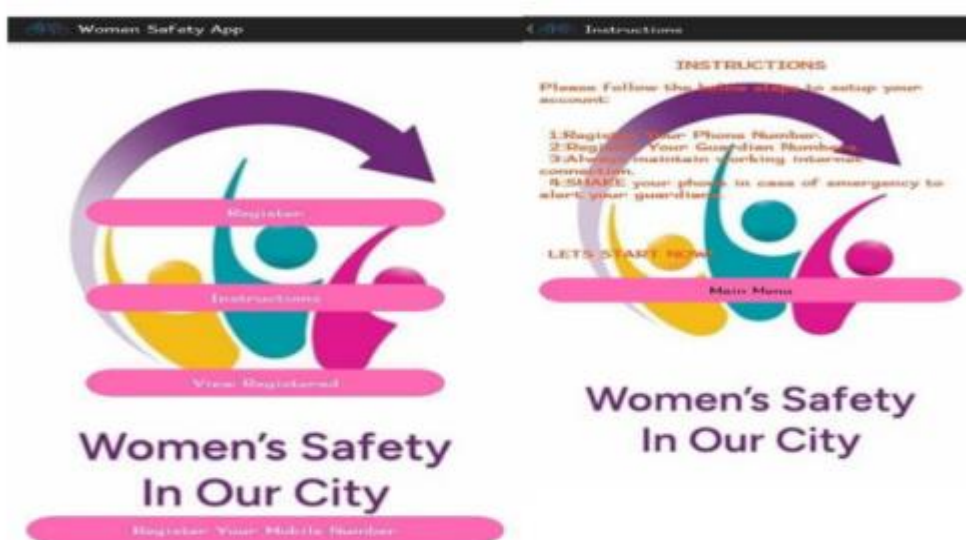 Women Safety App
Register
Instructions
View Registered
Women's Safety
In Our City
Register Your Mobile Number
Instructions
INSTRUCTIONS
Please follow the below steps to setup your
account:
1:Register Your Phone Number.
2:Register Your Guardian Numbers.
3:Always maintain working internet
connection.
4:SHAKE your phone in case of emergency to
alert your guardians.
LETS START NOW!
Main Menu
Women's Safety
In Our City